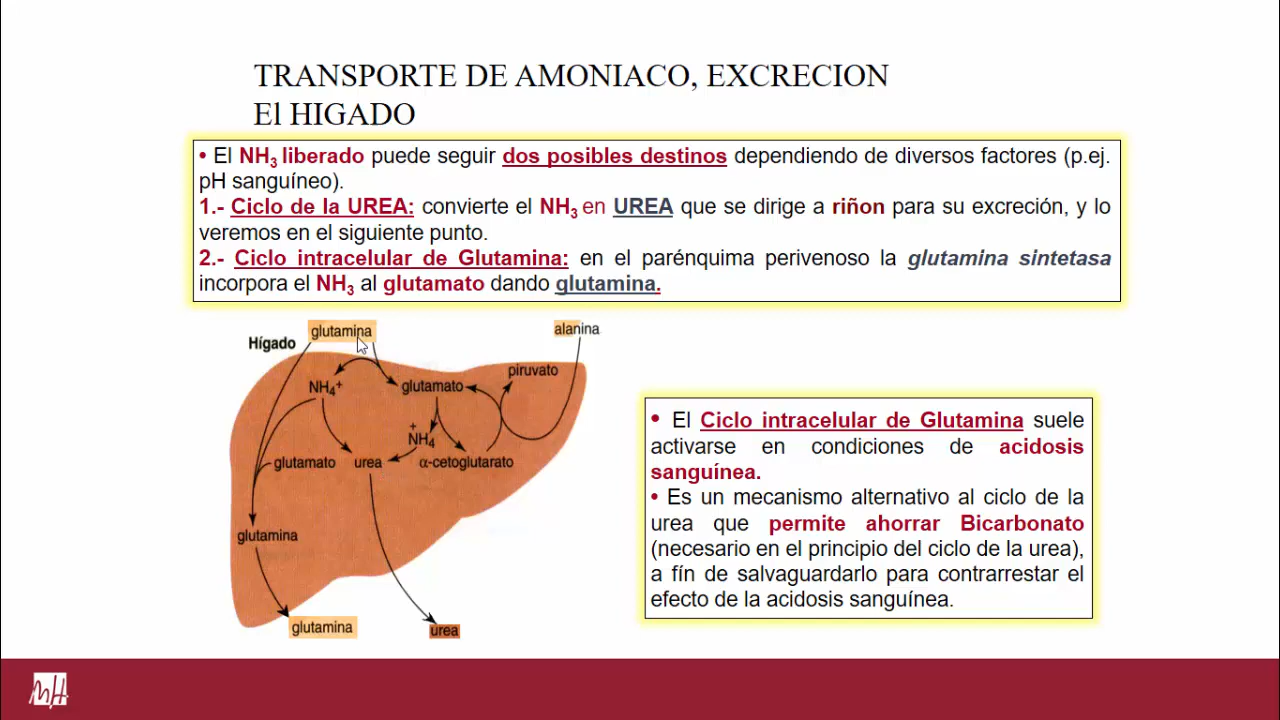 TRANSPORTE DE AMONIACO, EXCRECION
El HIGADO
• El NH3 liberado puede seguir dos posibles destinos dependiendo de diversos factores (p.ej.
pH sanguíneo).
1.- Ciclo de la UREA: convierte el NH3 en UREA que se dirige a riñon para su excreción, y lo
veremos en el siguiente punto.
2.- Ciclo intracelular de Glutamina: en el parénquima perivenoso la glutamina sintetasa
incorpora el NH3 al glutamato dando glutamina.
Hígado
glutamina
alanina
NH4+
glutamato
piruvato
+
NH4
glutamato
urea
α-cetoglutarato
glutamina
glutamina
urea
• El Ciclo intracelular de Glutamina suele
activarse en condiciones de acidosis
sanguínea.
• Es un mecanismo alternativo al ciclo de la
urea que permite ahorrar Bicarbonato
(necesario en el principio del ciclo de la urea),
a fín de salvaguardarlo para contrarrestar el
efecto de la acidosis sanguínea.
MH